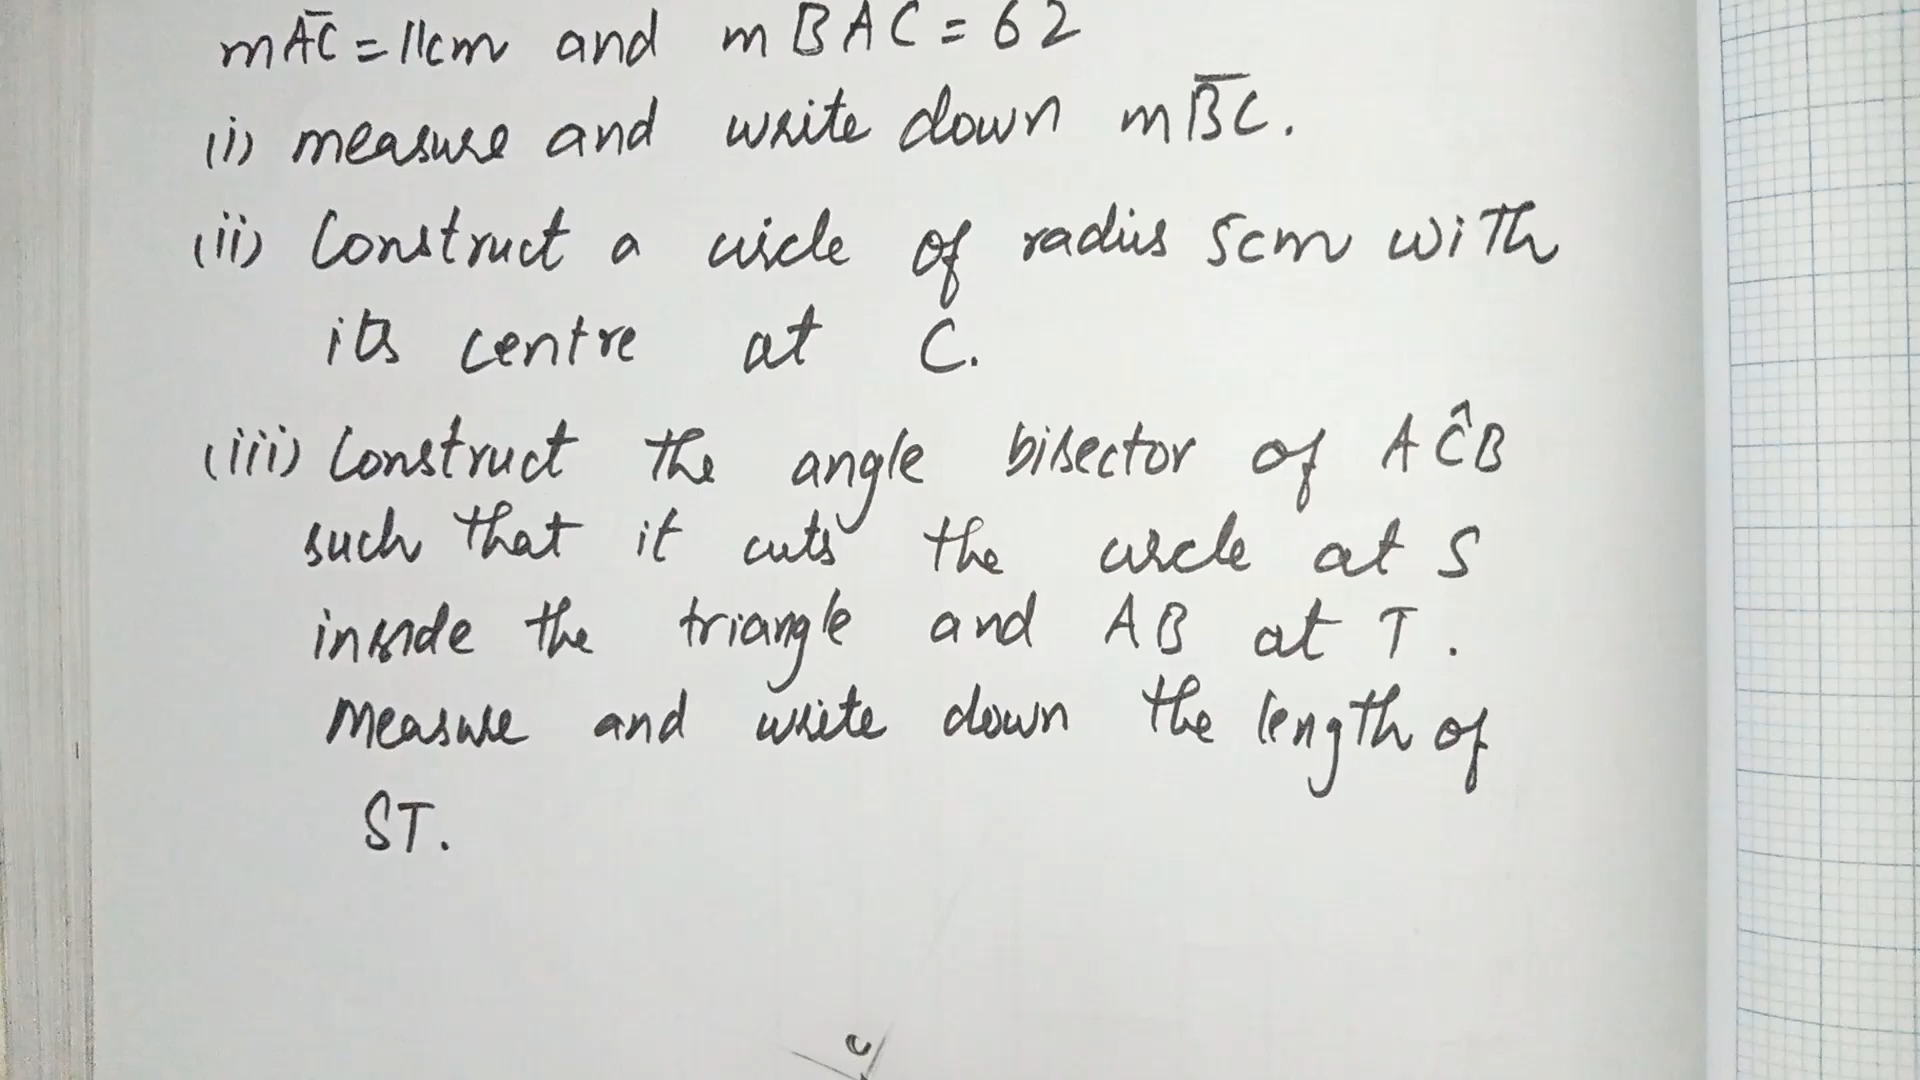 mAC̅ = 11cm and mBAC = 62
(i) measure and write down mB̅C̅.
(ii) Construct a circle of radius 5cm with
its centre at C.
(iii) Construct the angle bisector of AĈB
such that it cuts the circle at S
inside the triangle and AB at T.
Measure and write down the length of
ST.
C